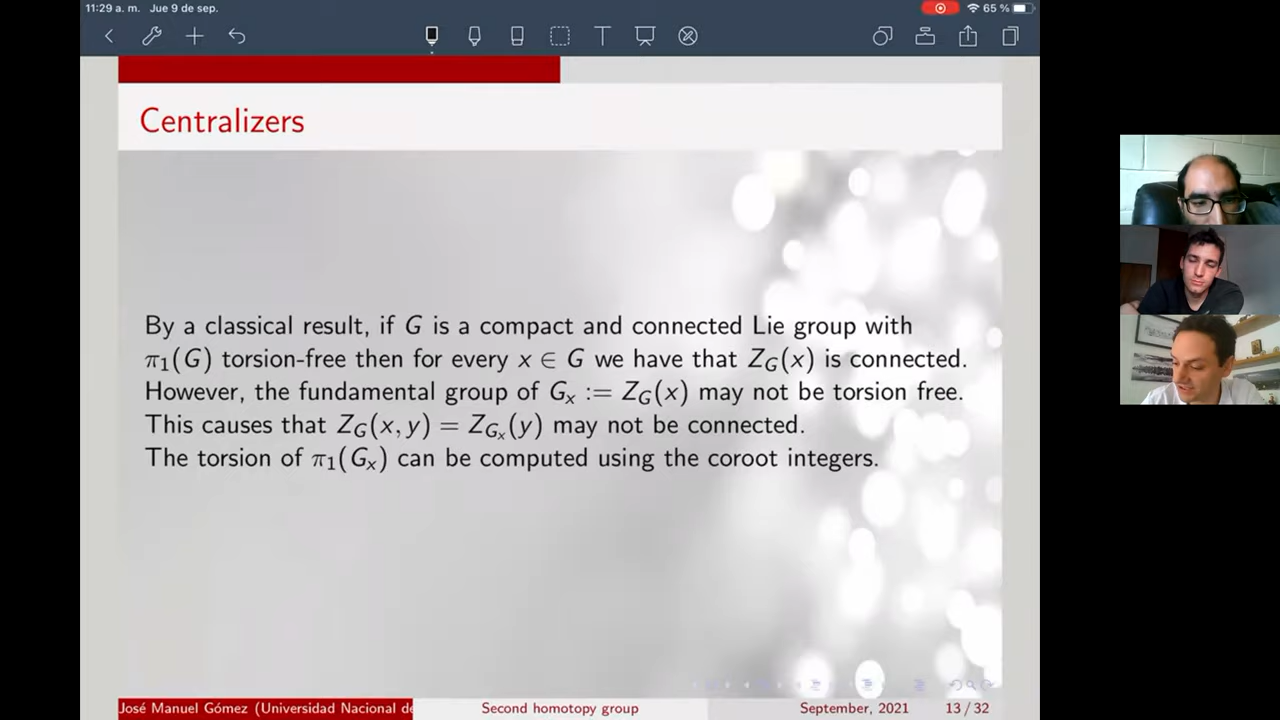 11:29 a. m. Jue 9 de sep.
65 %
Centralizers
By a classical result, if G is a compact and connected Lie group with
π₁(G) torsion-free then for every x ∈ G we have that Z_G(x) is connected.
However, the fundamental group of G_x := Z_G(x) may not be torsion free.
This causes that Z_G(x, y) = Z_{G_x}(y) may not be connected.
The torsion of π₁(G_x) can be computed using the coroot integers.
José Manuel Gómez (Universidad Nacional de
Second homotopy group
September, 2021
13 / 32